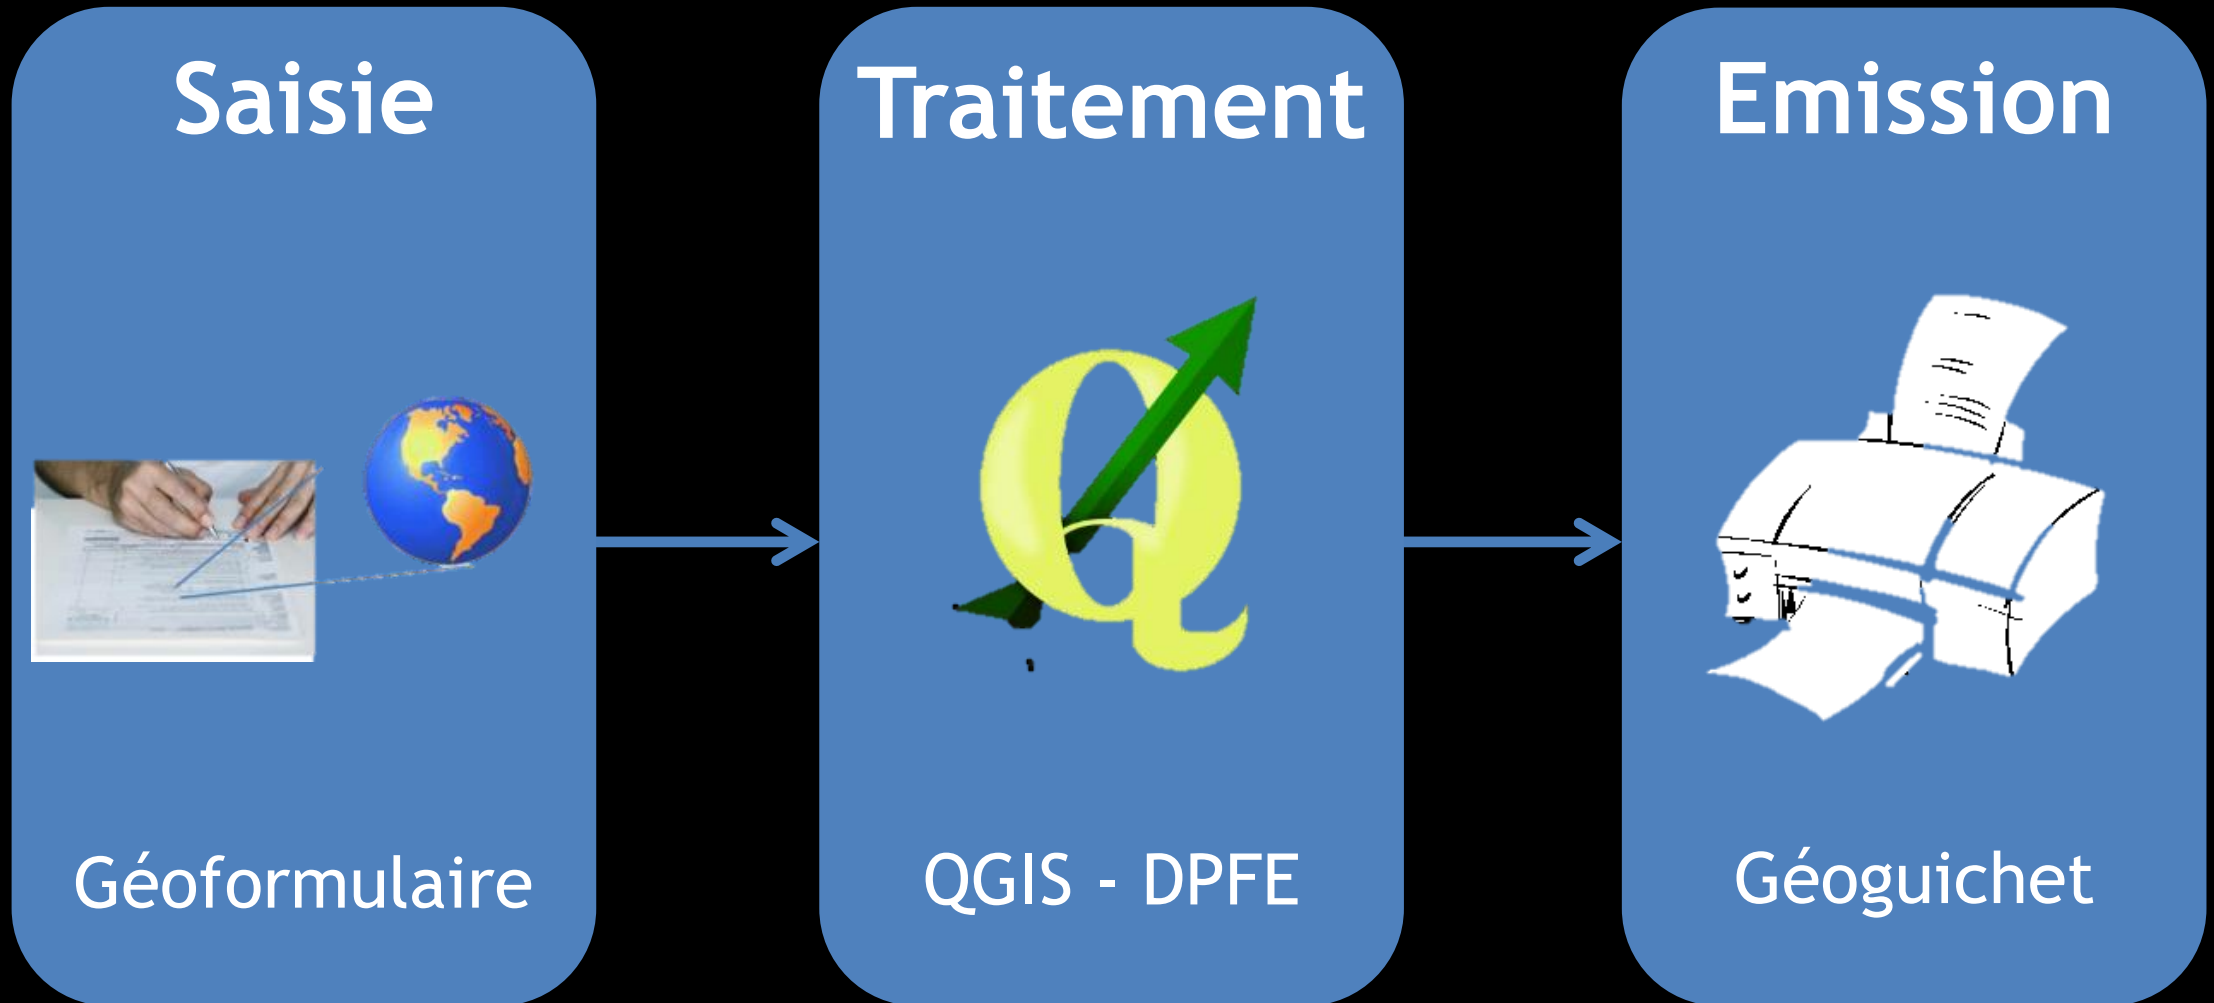 Saisie
Géoformulaire
Traitement
QGIS - DPFE
Emission
Géoguichet